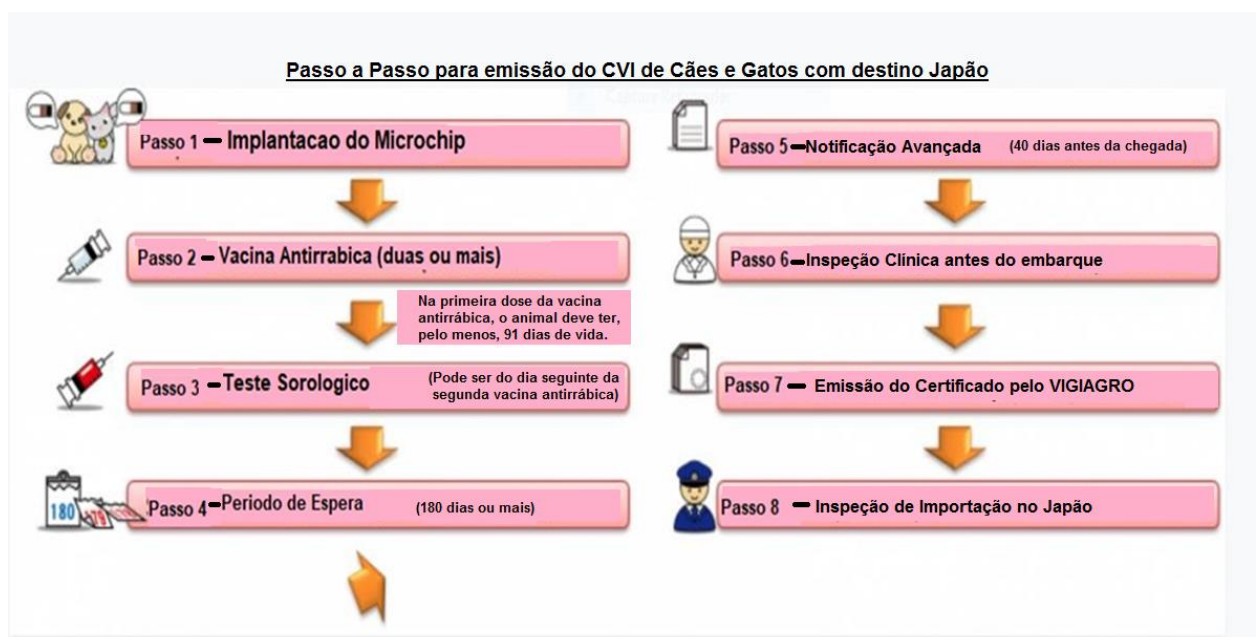 Passo a Passo para emissão do CVI de Cães e Gatos com destino Japão
Passo 1 – Implantacao do Microchip
Passo 2 – Vacina Antirrabica (duas ou mais)
Na primeira dose da vacina
antirrábica, o animal deve ter,
pelo menos, 91 dias de vida.
Passo 3 – Teste Sorologico
(Pode ser do dia seguinte da
segunda vacina antirrábica)
180
179
Passo 4 – Periodo de Espera (180 dias ou mais)
Passo 5 – Notificação Avançada (40 dias antes da chegada)
Passo 6 – Inspeção Clínica antes do embarque
Passo 7 – Emissão do Certificado pelo VIGIAGRO
Passo 8 – Inspeção de Importação no Japão